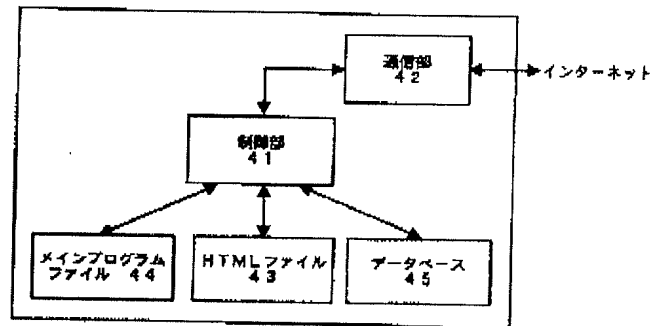 通信部
42
インターネット
制御部
41
メインプログラム
ファイル 44
HTMLファイル
43
データベース
45